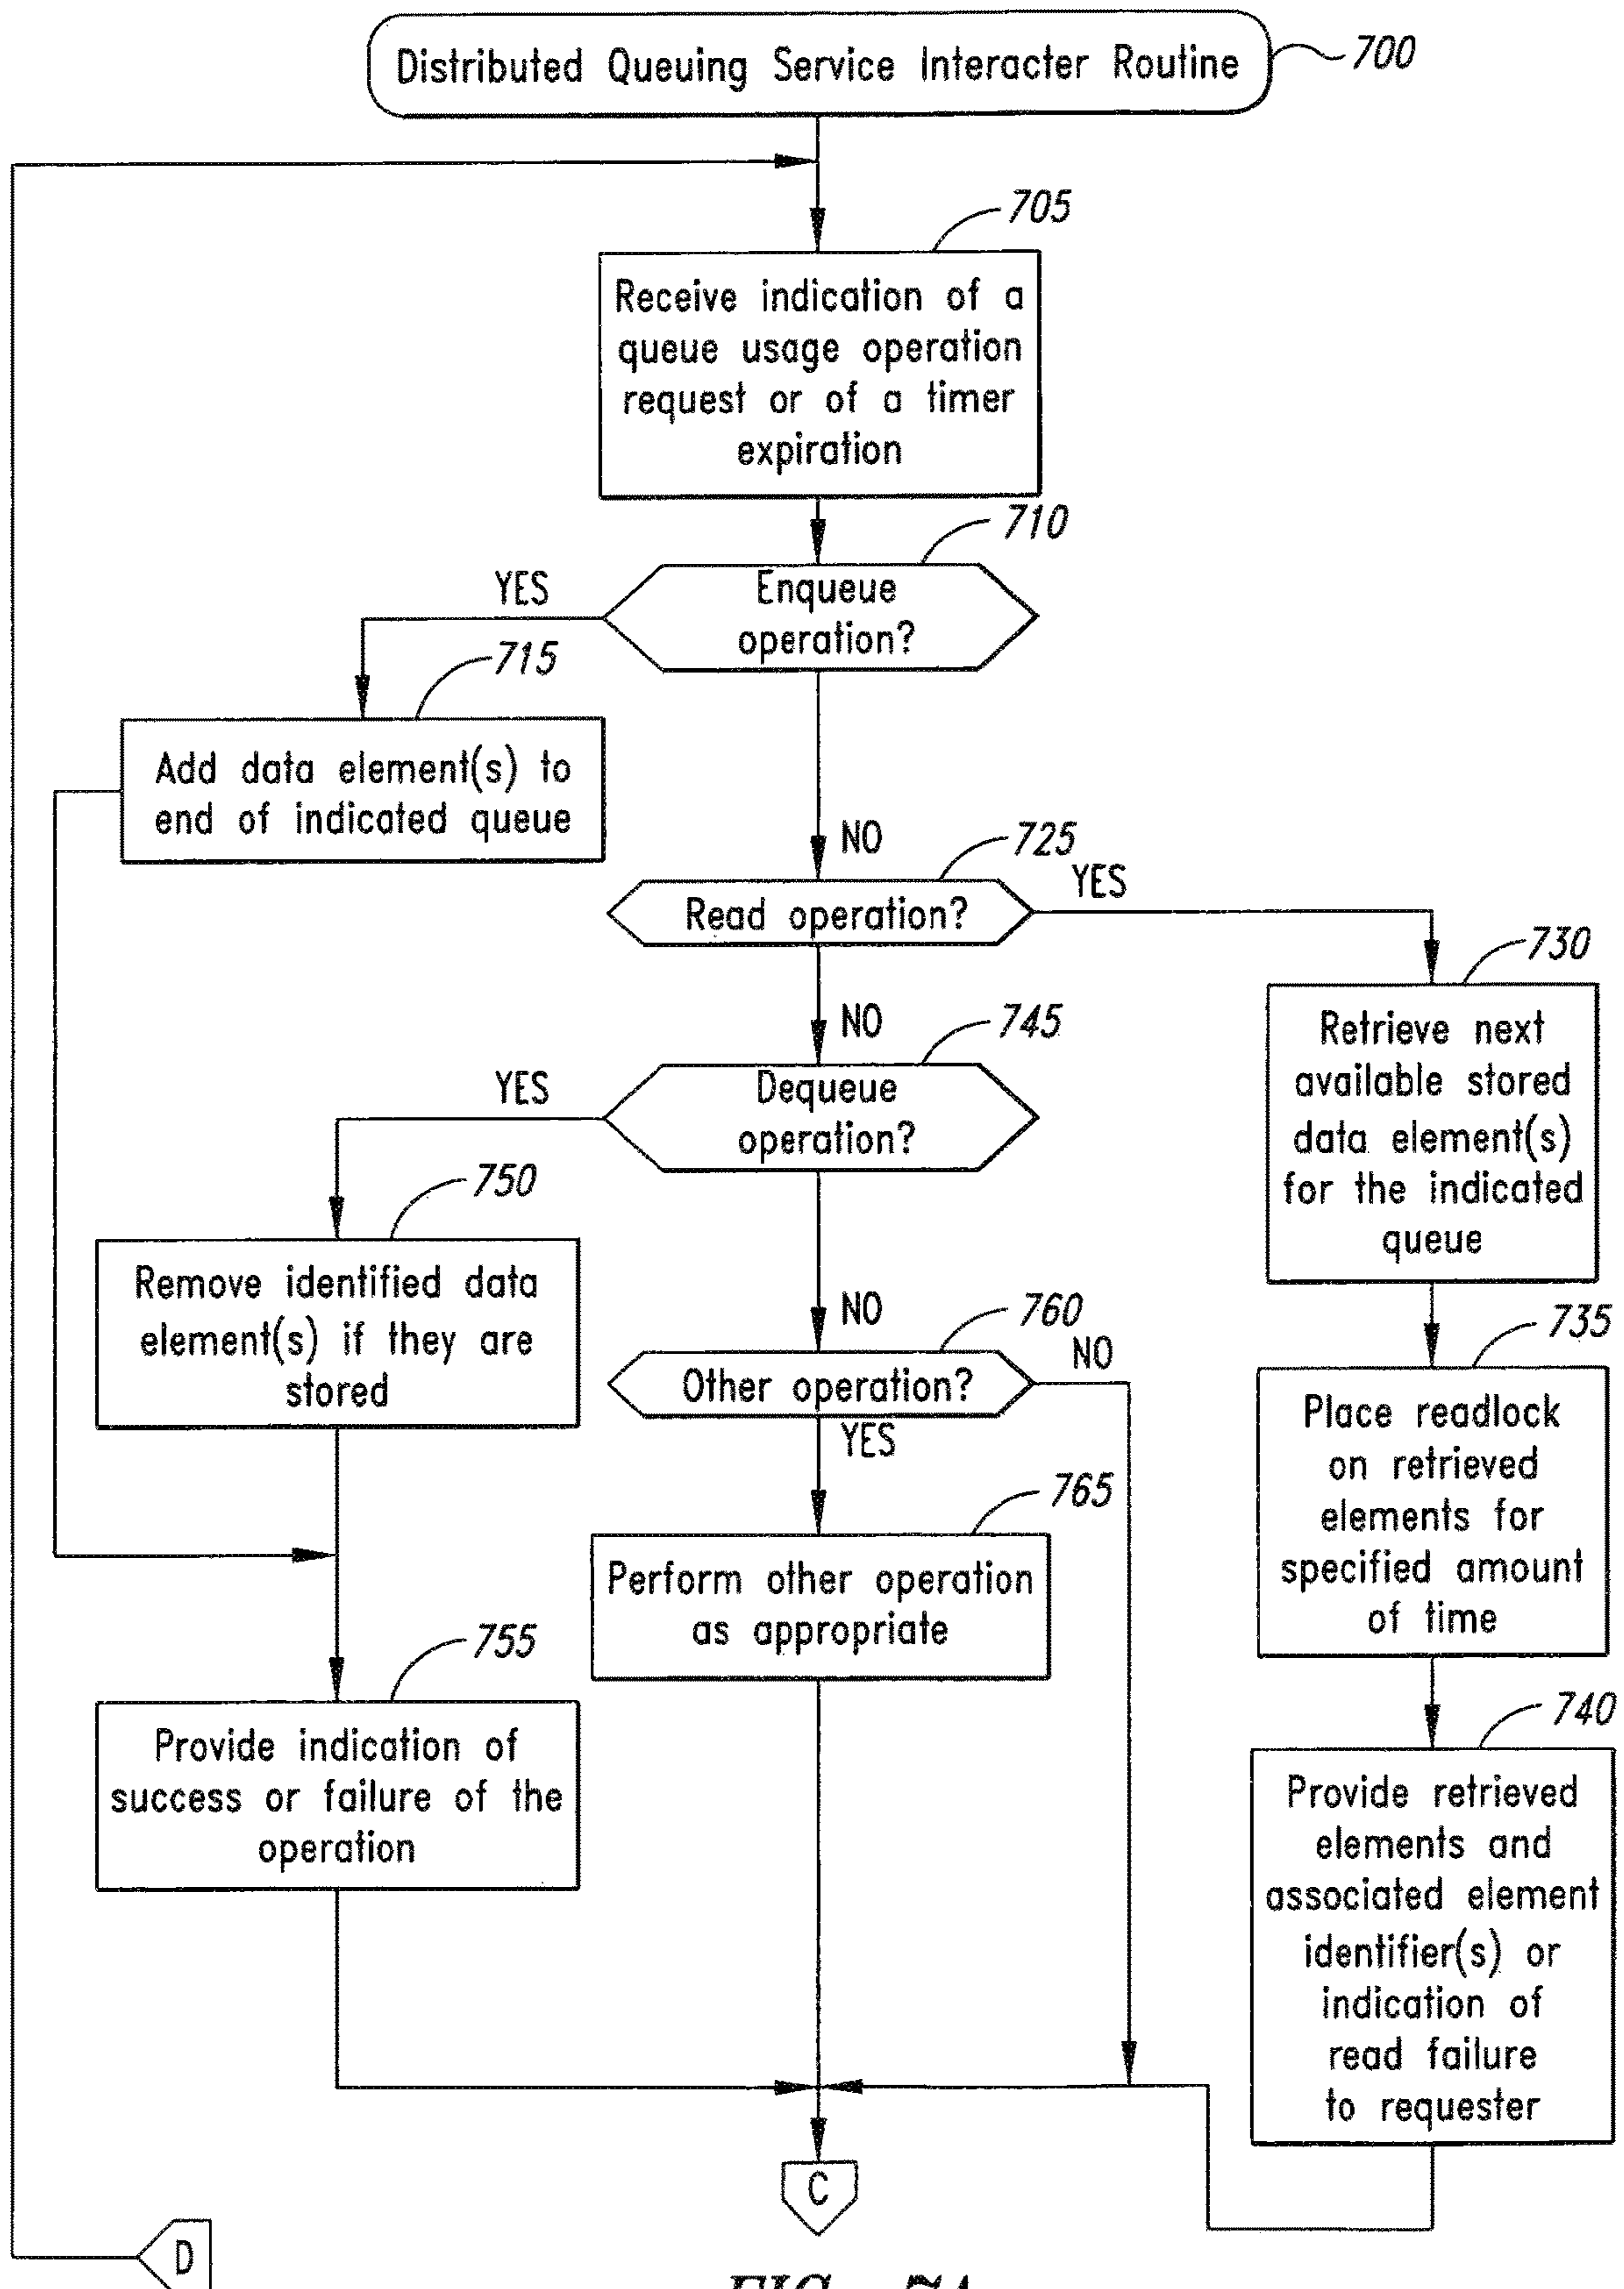 Distributed Queuing Service Interacter Routine
700
705
Receive indication of a
queue usage operation
request or of a timer
expiration
710
YES
Enqueue
operation?
715
Add data element(s) to
end of indicated queue
NO
725
YES
Read operation?
730
Retrieve next
available stored
data element(s)
for the indicated
queue
NO
745
YES
Dequeue
operation?
750
Remove identified data
element(s) if they are
stored
NO
760
NO
Other operation?
YES
735
Place readlock
on retrieved
elements for
specified amount
of time
765
Perform other operation
as appropriate
755
Provide indication of
success or failure of the
operation
740
Provide retrieved
elements and
associated element
identifier(s) or
indication of
read failure
to requester
C
D